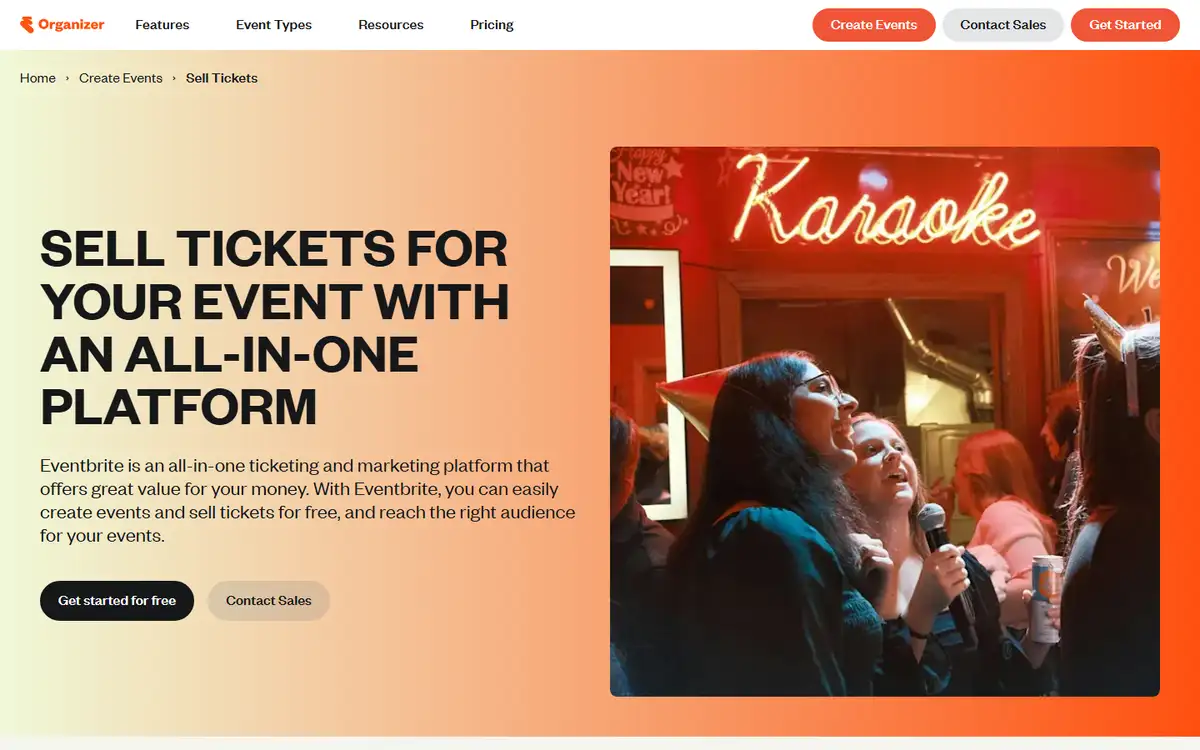 Organizer
Features
Event Types
Resources
Pricing
Create Events
Contact Sales
Get Started
Home › Create Events › Sell Tickets
SELL TICKETS FOR
YOUR EVENT WITH
AN ALL-IN-ONE
PLATFORM
Eventbrite is an all-in-one ticketing and marketing platform that
offers great value for your money. With Eventbrite, you can easily
create events and sell tickets for free, and reach the right audience
for your events.
Get started for free
Contact Sales
Happy
New
Year!
Karaoke
We